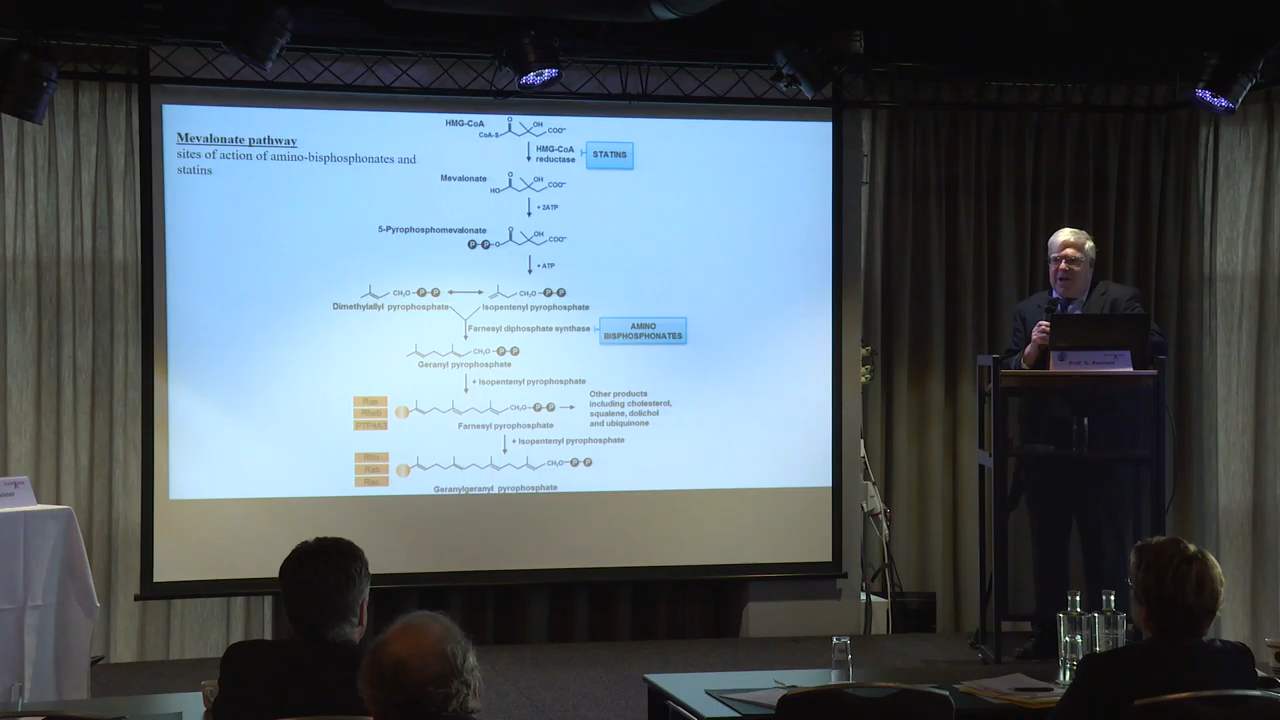 Mevalonate pathway
sites of action of amino-bisphosphonates and
statins
HMG-CoA
O
OH
CoA-S
COO⁻
HMG-CoA
reductase
STATINS
Mevalonate
O
OH
HO
COO⁻
+ 2ATP
5-Pyrophosphomevalonate
O
OH
P P O
COO⁻
+ ATP
CH₂O P P
CH₂O P P
Dimethylallyl pyrophosphate
Isopentenyl pyrophosphate
Farnesyl diphosphate synthase
AMINO
BISPHOSPHONATES
CH₂O P P
Geranyl pyrophosphate
+ Isopentenyl pyrophosphate
Ras
Rheb
PTP4A3
CH₂O P P
Other products
including cholesterol,
squalene, dolichol
and ubiquinone
Farnesyl pyrophosphate
+ Isopentenyl pyrophosphate
Rho
Rab
Rac
CH₂O P P
Geranylgeranyl pyrophosphate
Prof. G.